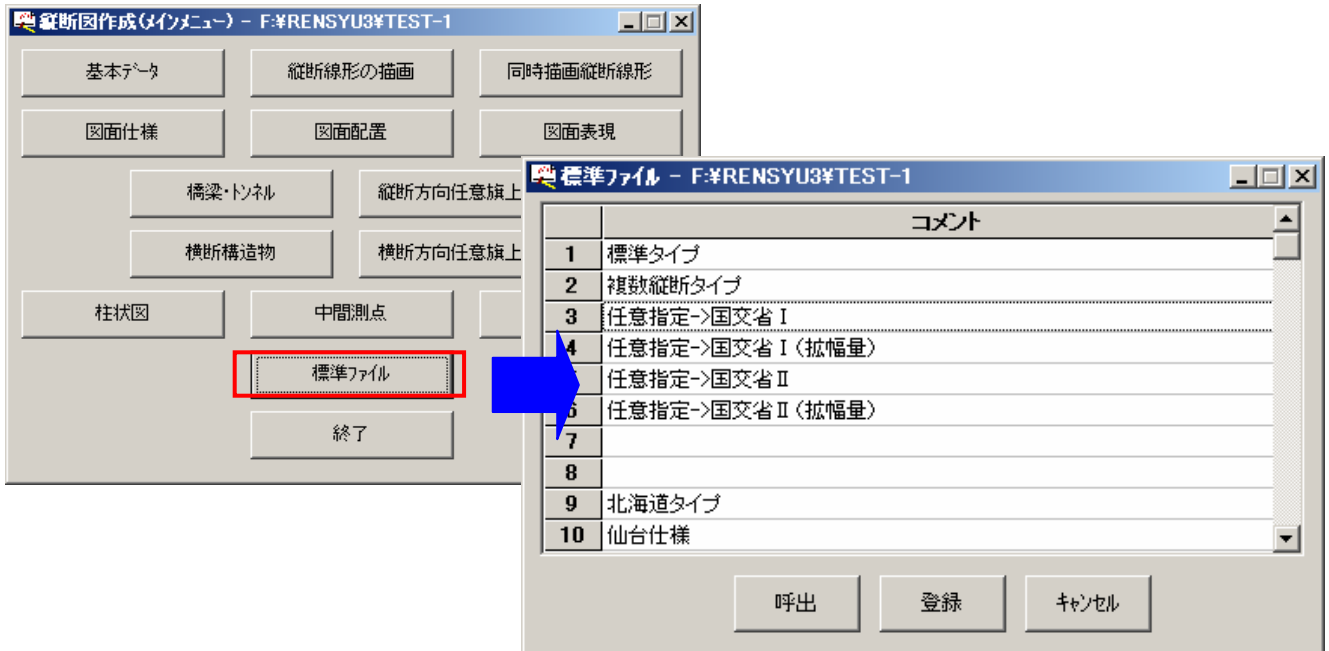 縦断図作成(ﾒｲﾝﾒﾆｭｰ) - F:¥RENSYU3¥TEST-1
基本ﾃﾞｰﾀ 縦断線形の描画 同時描画縦断線形
図面仕様 図面配置 図面表現
橋梁・ﾄﾝﾈﾙ 縦断方向任意旗上
横断構造物 横断方向任意旗上
柱状図 中間測点
標準ﾌｧｲﾙ
終了
標準ﾌｧｲﾙ - F:¥RENSYU3¥TEST-1
コメント
1 標準タイプ
2 複数縦断タイプ
3 任意指定->国交省Ⅰ
4 任意指定->国交省Ⅰ(拡幅量)
任意指定->国交省Ⅱ
6 任意指定->国交省Ⅱ(拡幅量)
7
8
9 北海道タイプ
10 仙台仕様
呼出 登録 ｷｬﾝｾﾙ